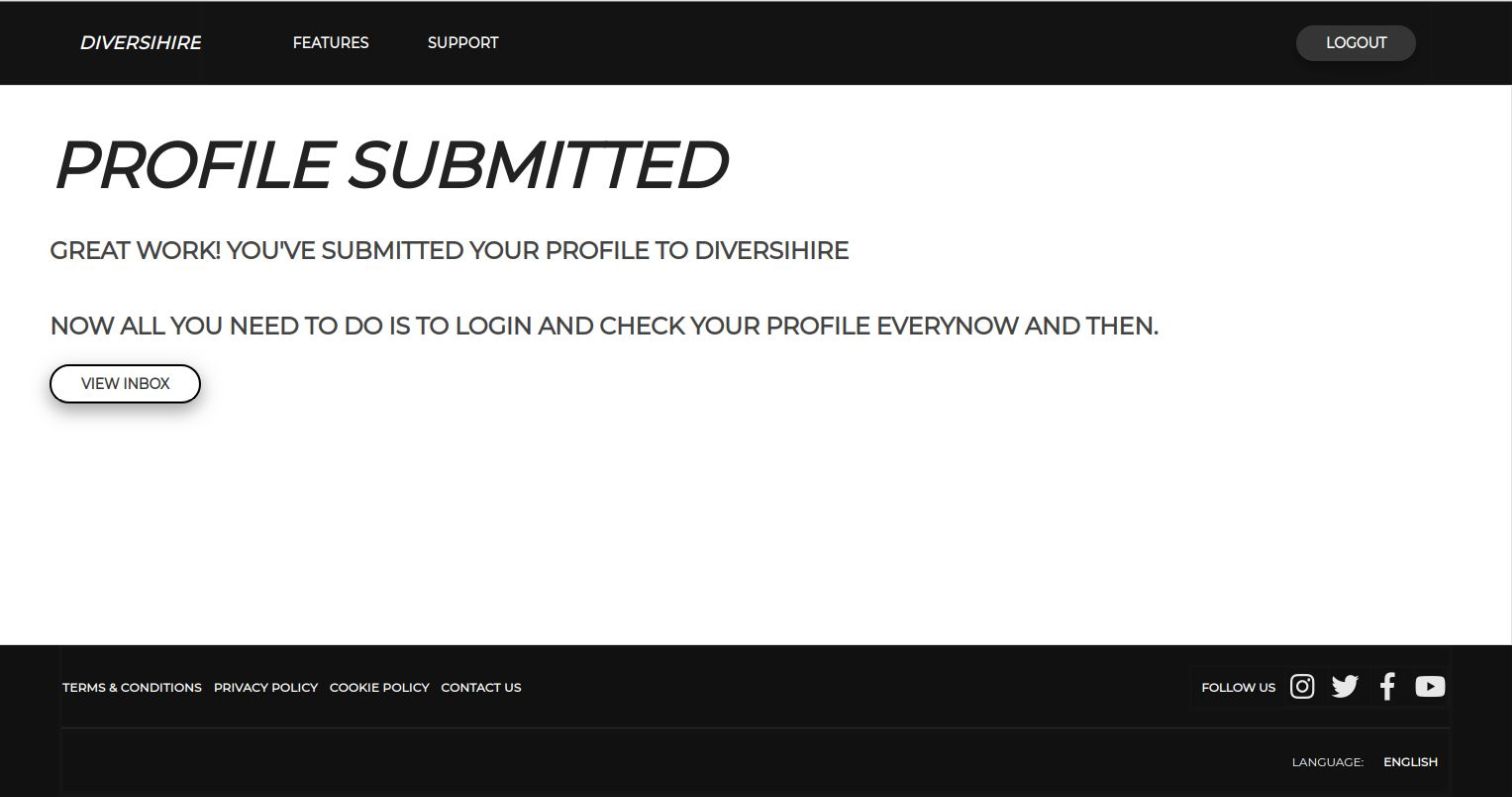 DIVERSIHIRE FEATURES SUPPORT LOGOUT
PROFILE SUBMITTED
GREAT WORK! YOU'VE SUBMITTED YOUR PROFILE TO DIVERSIHIRE
NOW ALL YOU NEED TO DO IS TO LOGIN AND CHECK YOUR PROFILE EVERYNOW AND THEN.
VIEW INBOX
TERMS & CONDITIONS PRIVACY POLICY COOKIE POLICY CONTACT US FOLLOW US
LANGUAGE: ENGLISH